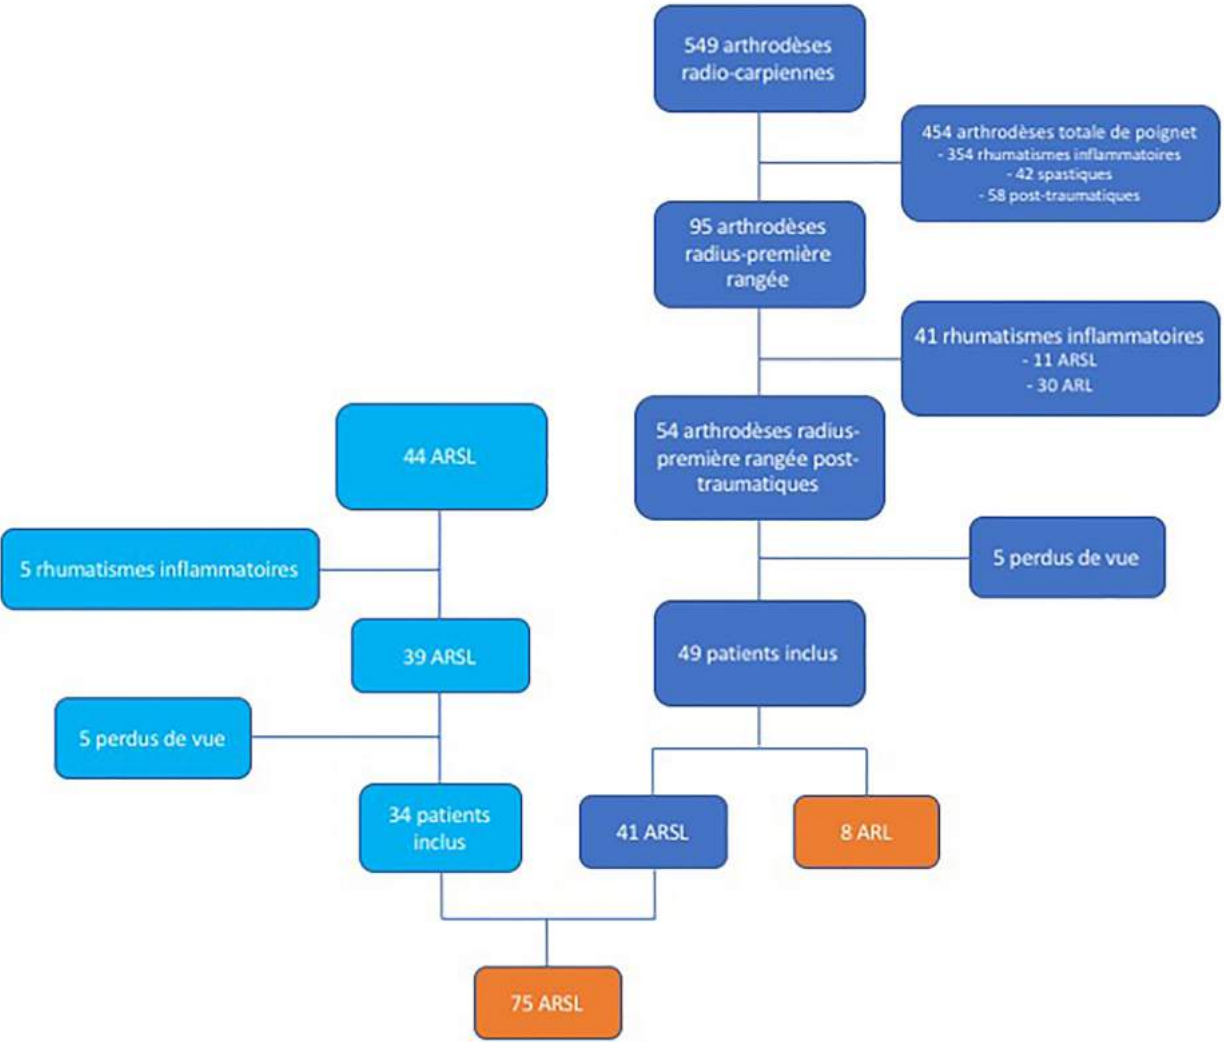 549 arthrodèses
radio-carpiennes
454 arthrodèses totale de poignet
- 354 rhumatismes inflammatoires
- 42 spastiques
- 58 post-traumatiques
95 arthrodèses
radius-première
rangée
41 rhumatismes inflammatoires
- 11 ARSL
- 30 ARL
54 arthrodèses radius-
première rangée post-
traumatiques
5 perdus de vue
49 patients inclus
41 ARSL
8 ARL
44 ARSL
5 rhumatismes inflammatoires
39 ARSL
5 perdus de vue
34 patients
inclus
75 ARSL